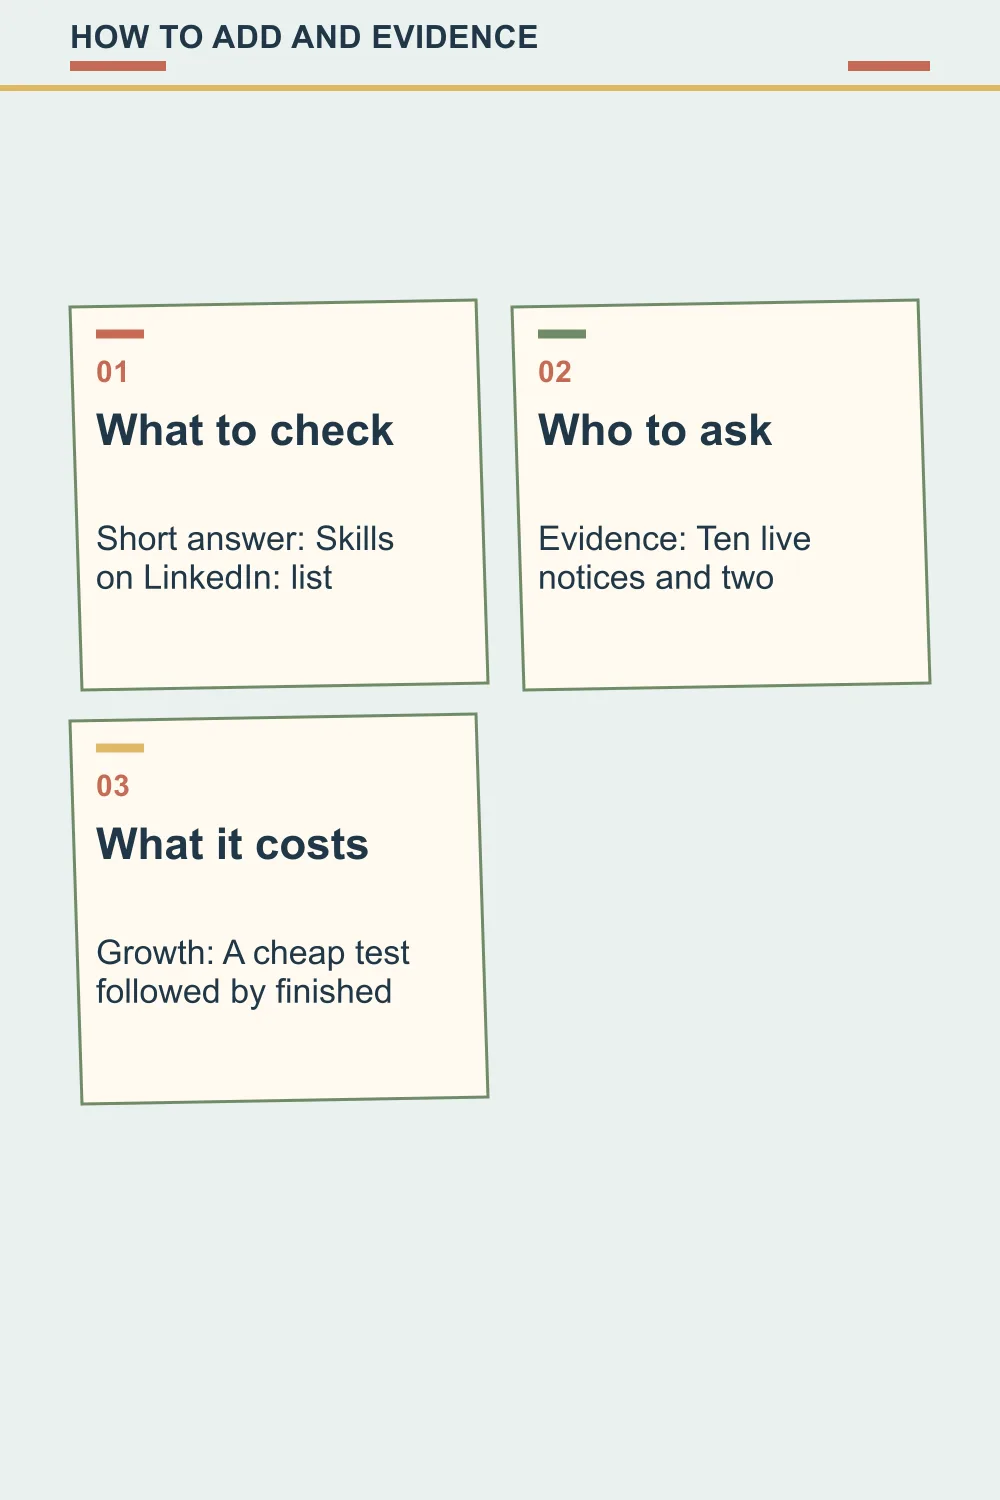 HOW TO ADD AND EVIDENCE
01
What to check
Short answer: Skills
on LinkedIn: list
02
Who to ask
Evidence: Ten live
notices and two
03
What it costs
Growth: A cheap test
followed by finished